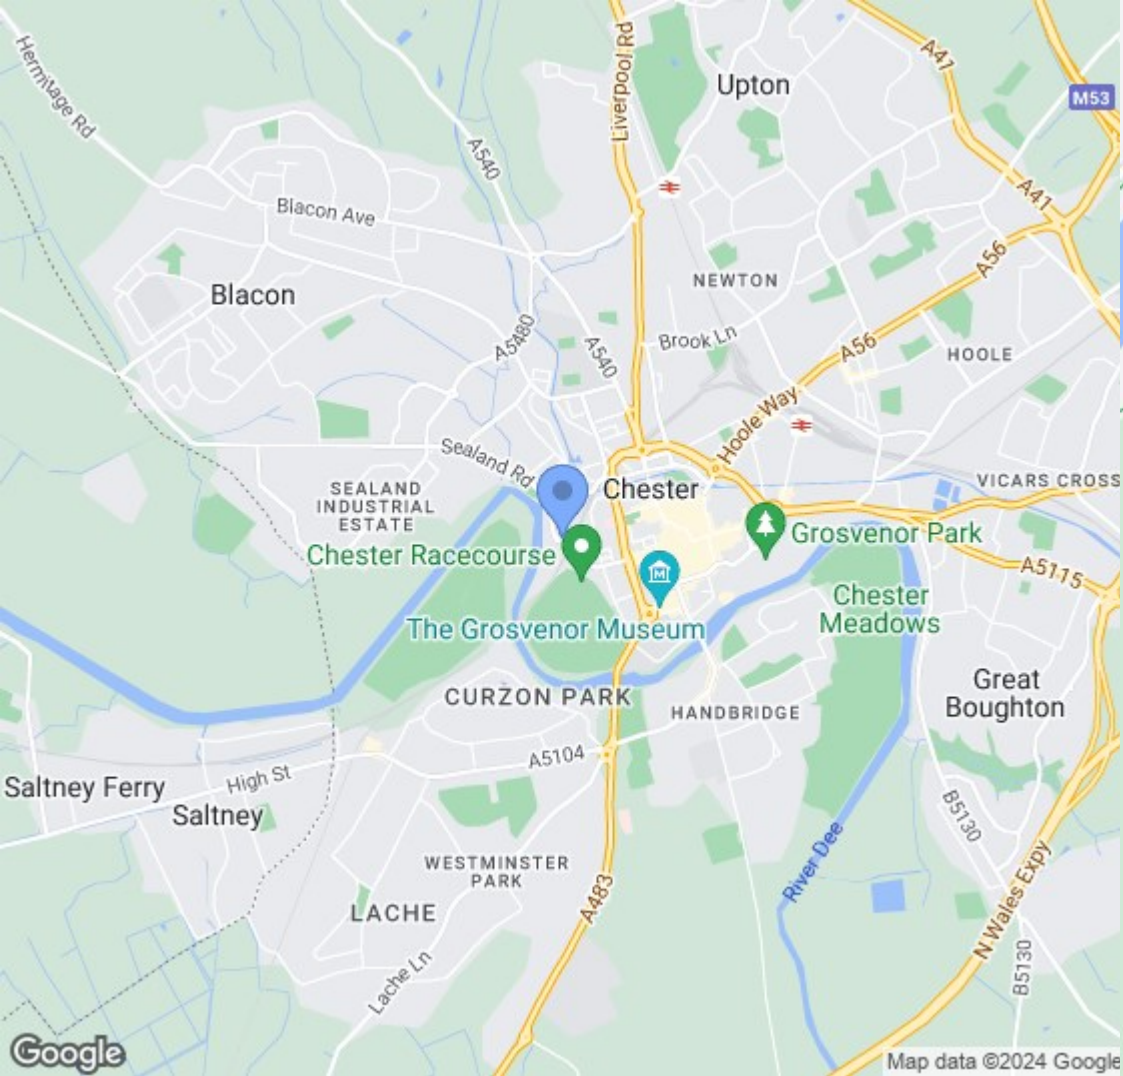 Hermitage Rd
Liverpool Rd
A41
Upton
M53
A540
Blacon Ave
A41
A56
Blacon
NEWTON
A5480
A540
Brook Ln
A56
HOOLE
Hoole Way
Sealand Rd
SEALAND
INDUSTRIAL
ESTATE
Chester
VICARS CROSS
Chester Racecourse
Grosvenor Park
A5115
The Grosvenor Museum
Chester
Meadows
CURZON PARK
HANDBRIDGE
Great
Boughton
A5104
High St
Saltney Ferry
Saltney
B5130
River Dee
WESTMINSTER
PARK
A483
N Wales Expy
LACHE
Lache Ln
B5130
Google
Map data ©2024 Google